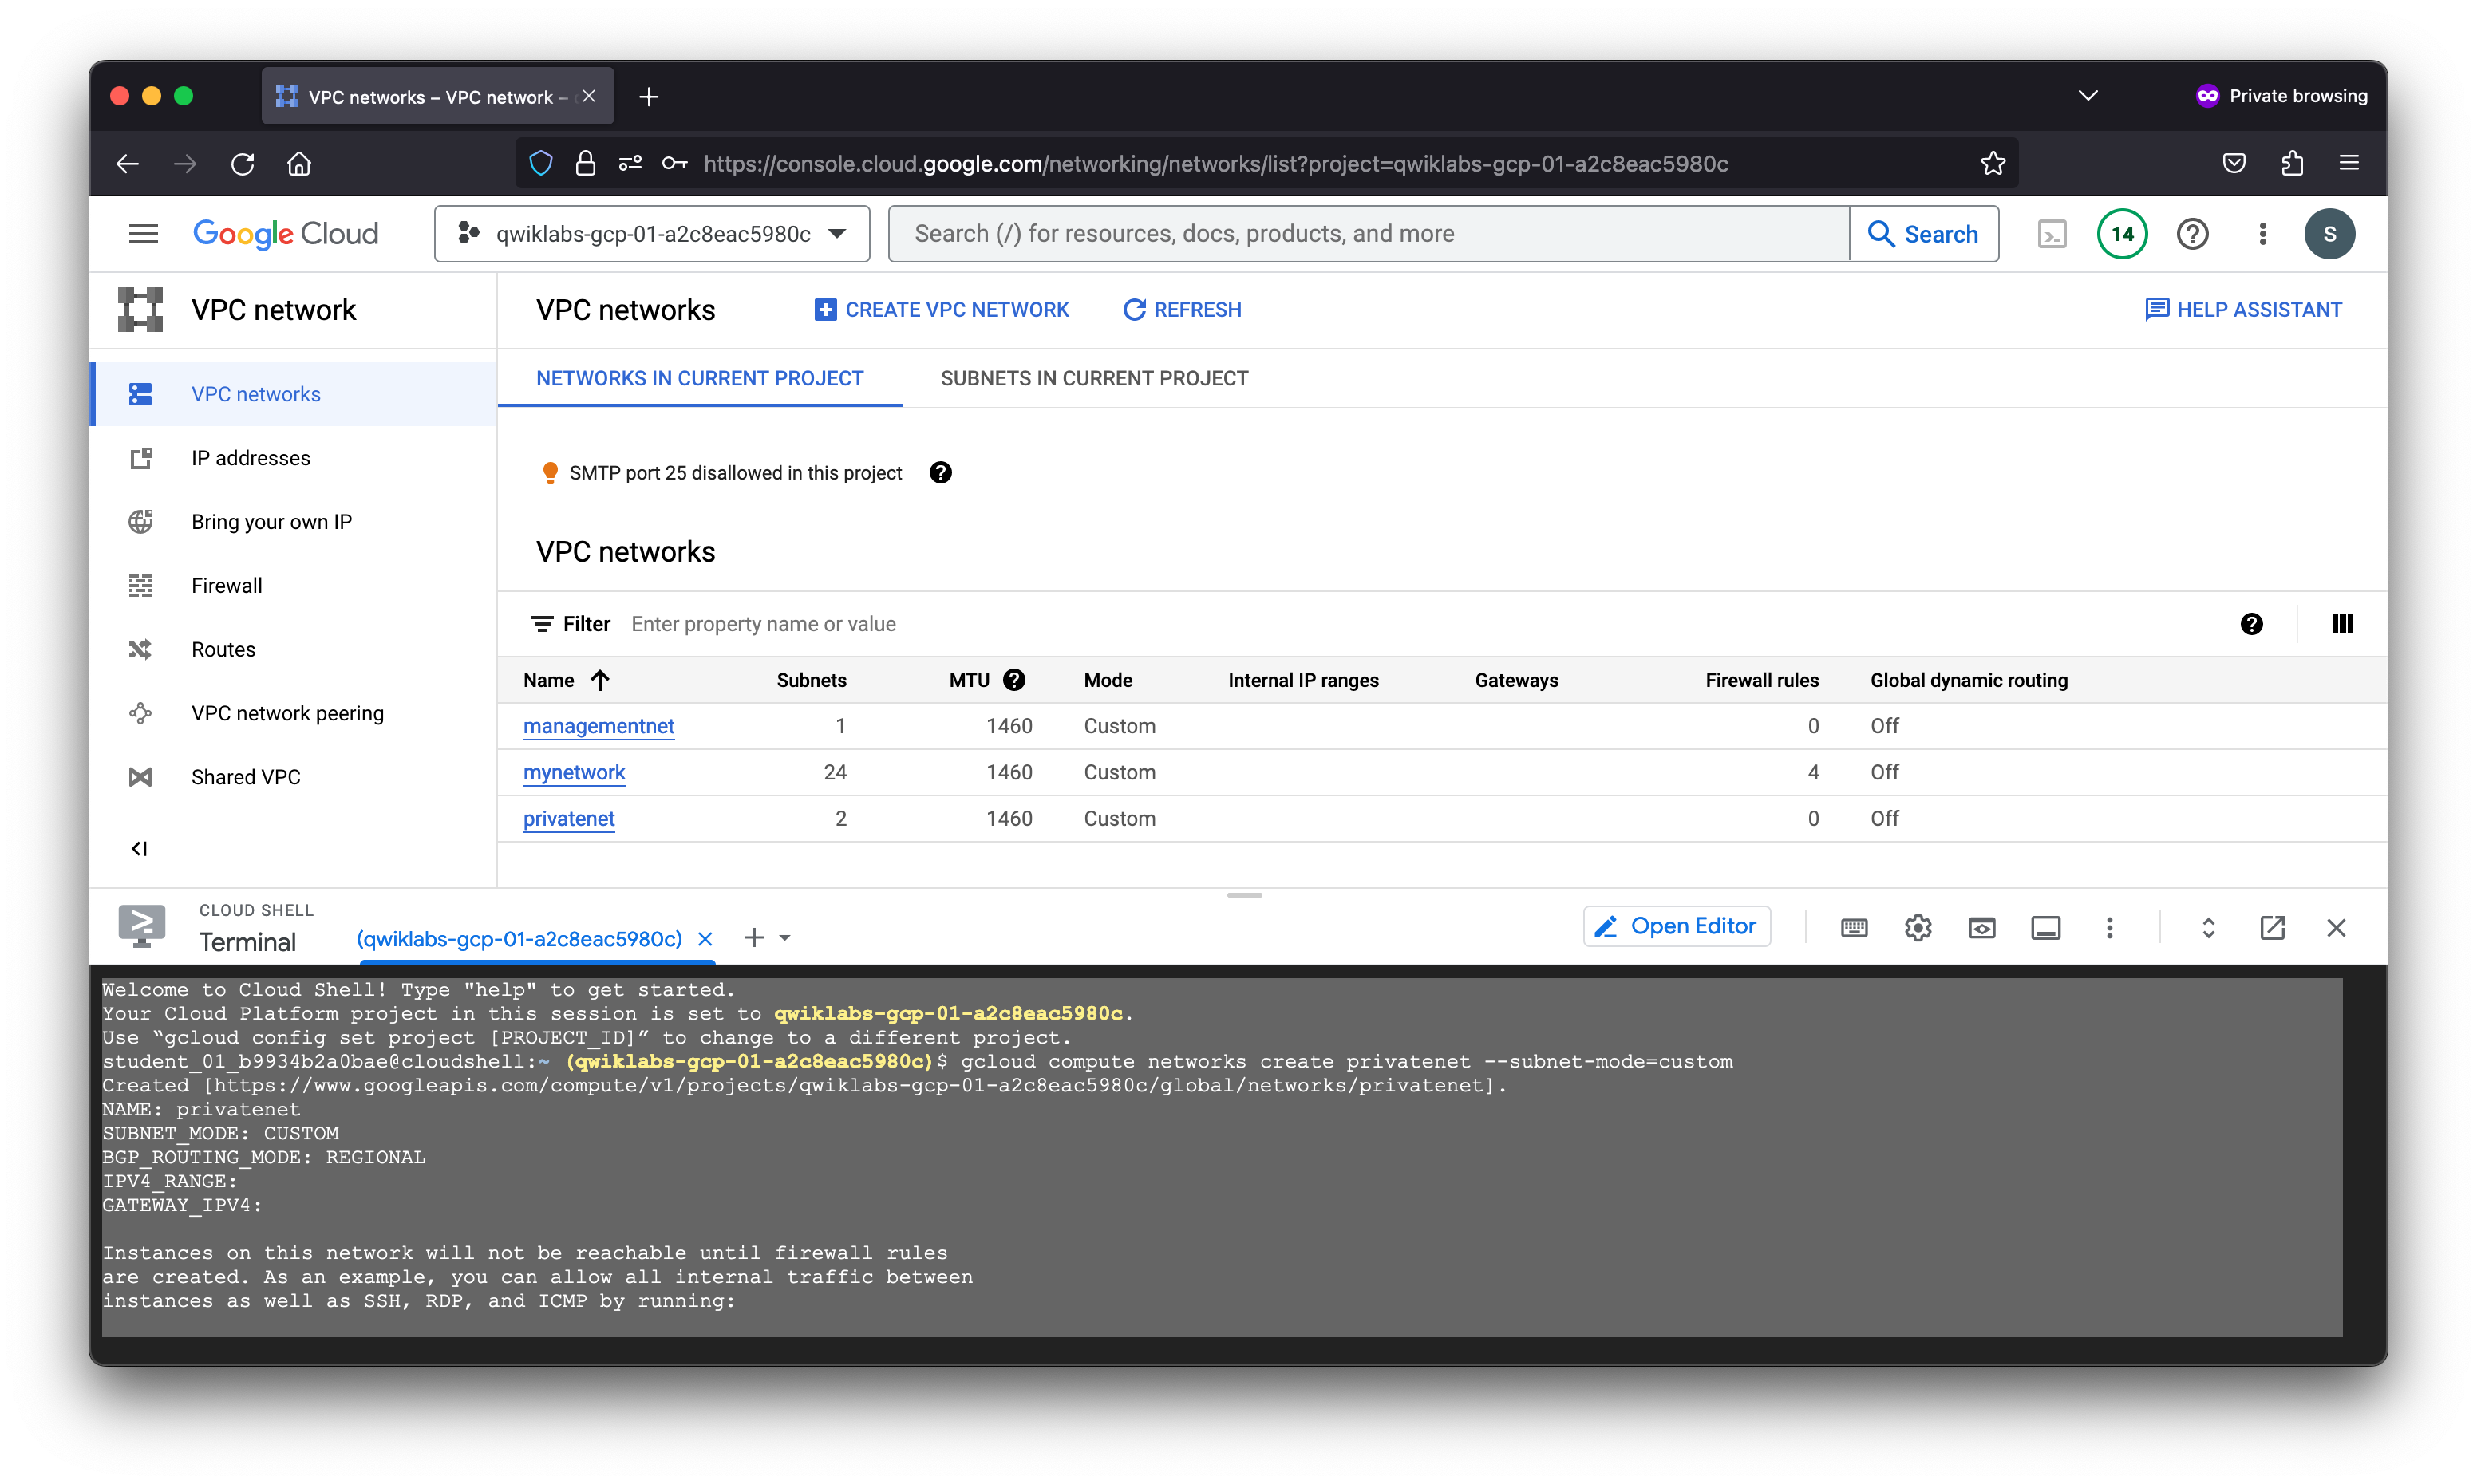 VPC networks – VPC network –
Private browsing
https://console.cloud.google.com/networking/networks/list?project=qwiklabs-gcp-01-a2c8eac5980c
Google Cloud
qwiklabs-gcp-01-a2c8eac5980c
Search (/) for resources, docs, products, and more
Search
14
S
VPC network
VPC networks
CREATE VPC NETWORK
REFRESH
HELP ASSISTANT
VPC networks
IP addresses
Bring your own IP
Firewall
Routes
VPC network peering
Shared VPC
NETWORKS IN CURRENT PROJECT
SUBNETS IN CURRENT PROJECT
SMTP port 25 disallowed in this project
VPC networks
Filter Enter property name or value
Name Subnets MTU Mode Internal IP ranges Gateways Firewall rules Global dynamic routing
managementnet 1 1460 Custom 0 Off
mynetwork 24 1460 Custom 4 Off
privatenet 2 1460 Custom 0 Off
CLOUD SHELL
Terminal
(qwiklabs-gcp-01-a2c8eac5980c)
Open Editor
Welcome to Cloud Shell! Type "help" to get started.
Your Cloud Platform project in this session is set to qwiklabs-gcp-01-a2c8eac5980c.
Use “gcloud config set project [PROJECT_ID]” to change to a different project.
student_01_b9934b2a0bae@cloudshell:~ (qwiklabs-gcp-01-a2c8eac5980c)$ gcloud compute networks create privatenet --subnet-mode=custom
Created [https://www.googleapis.com/compute/v1/projects/qwiklabs-gcp-01-a2c8eac5980c/global/networks/privatenet].
NAME: privatenet
SUBNET_MODE: CUSTOM
BGP_ROUTING_MODE: REGIONAL
IPV4_RANGE:
GATEWAY_IPV4:
Instances on this network will not be reachable until firewall rules
are created. As an example, you can allow all internal traffic between
instances as well as SSH, RDP, and ICMP by running: